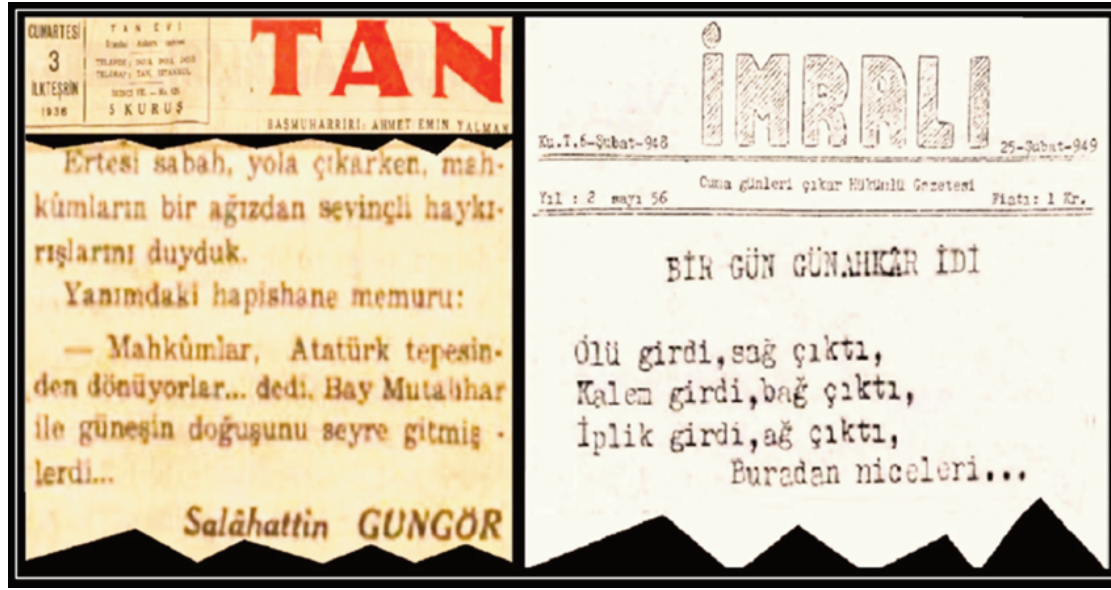 CUMARTESİ
3
İLKTEŞRİN
1936
TAN EVİ
5 KURUŞ
TAN
BAŞMUHARRİRİ: AHMET EMİN YALMAN
Ertesi sabah, yola çıkarken, mah-
kûmların bir ağızdan sevinçli haykı-
rışlarını duyduk.
Yanımdaki hapishane memuru:
— Mahkûmlar, Atatürk tepesin-
den dönüyorlar... dedi. Bay Mutahhar
ile güneşin doğuşunu seyre gitmiş -
lerdi...
Salâhattin GUNGÖR
İMRALI
Ku.T.6-Şubat-948
25-Şubat-949
Cuma günleri çıkar Hükümlü Gazetesi
Yıl : 2 sayı 56
Fiatı: 1 Kr.
BİR GÜN GÜNAHKÂR İDİ
Ölü girdi,sağ çıktı,
Kalem girdi,bağ çıktı,
İplik girdi,ağ çıktı,
Buradan niceleri...